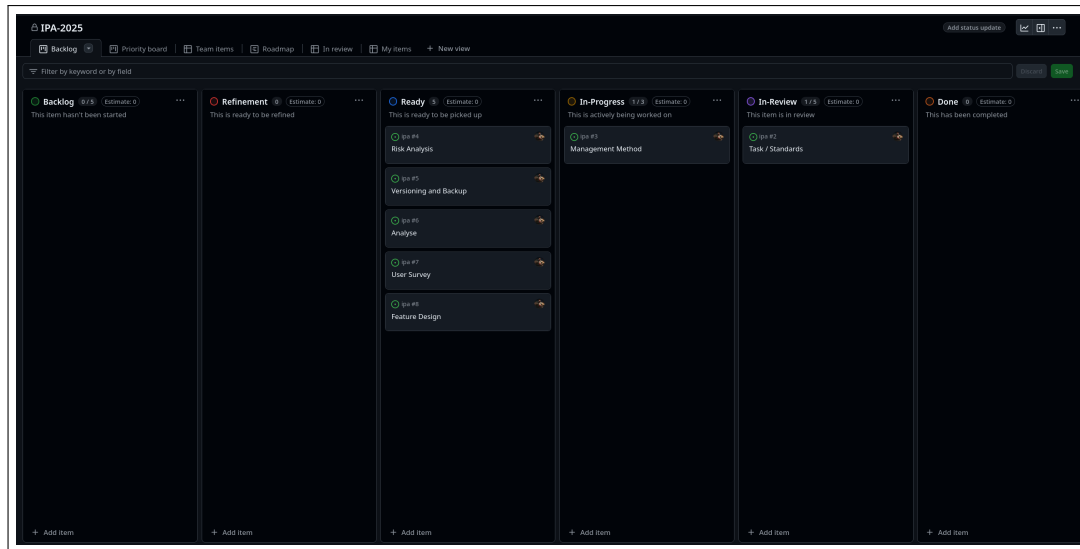 IPA-2025
Add status update
Backlog
Priority board
Team items
Roadmap
In review
My items
+ New view
Filter by keyword or by field
Discard
Save
Backlog 0 / 5 Estimate: 0
This item hasn't been started
+ Add item
Refinement 0 Estimate: 0
This is ready to be refined
+ Add item
Ready 5 Estimate: 0
This is ready to be picked up
ipa #4
Risk Analysis
ipa #5
Versioning and Backup
ipa #6
Analyse
ipa #7
User Survey
ipa #8
Feature Design
+ Add item
In-Progress 1 / 3 Estimate: 0
This is actively being worked on
ipa #3
Management Method
+ Add item
In-Review 1 / 5 Estimate: 0
This item is in review
ipa #2
Task / Standards
+ Add item
Done 0 Estimate: 0
This has been completed
+ Add item